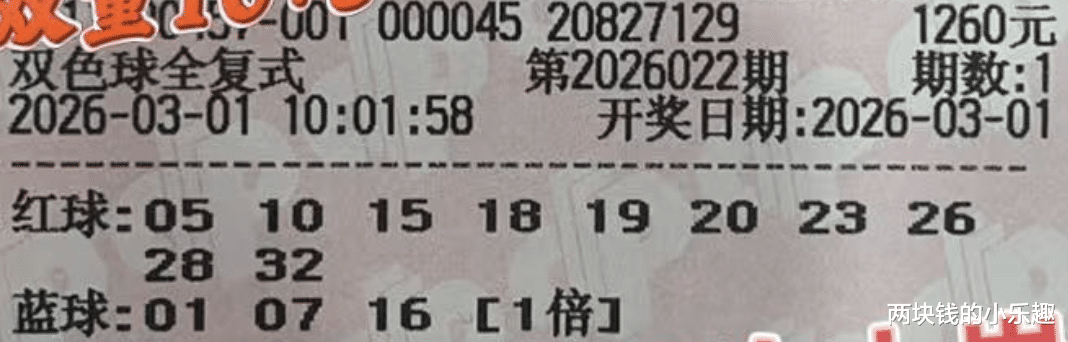 000045 20827129 1260元
双色球全复式 第2026022期 期数:1
2026-03-01 10:01:58 开奖日期:2026-03-01
红球:05 10 15 18 19 20 23 26
28 32
蓝球:01 07 16 [1倍]
两块钱的小乐趣